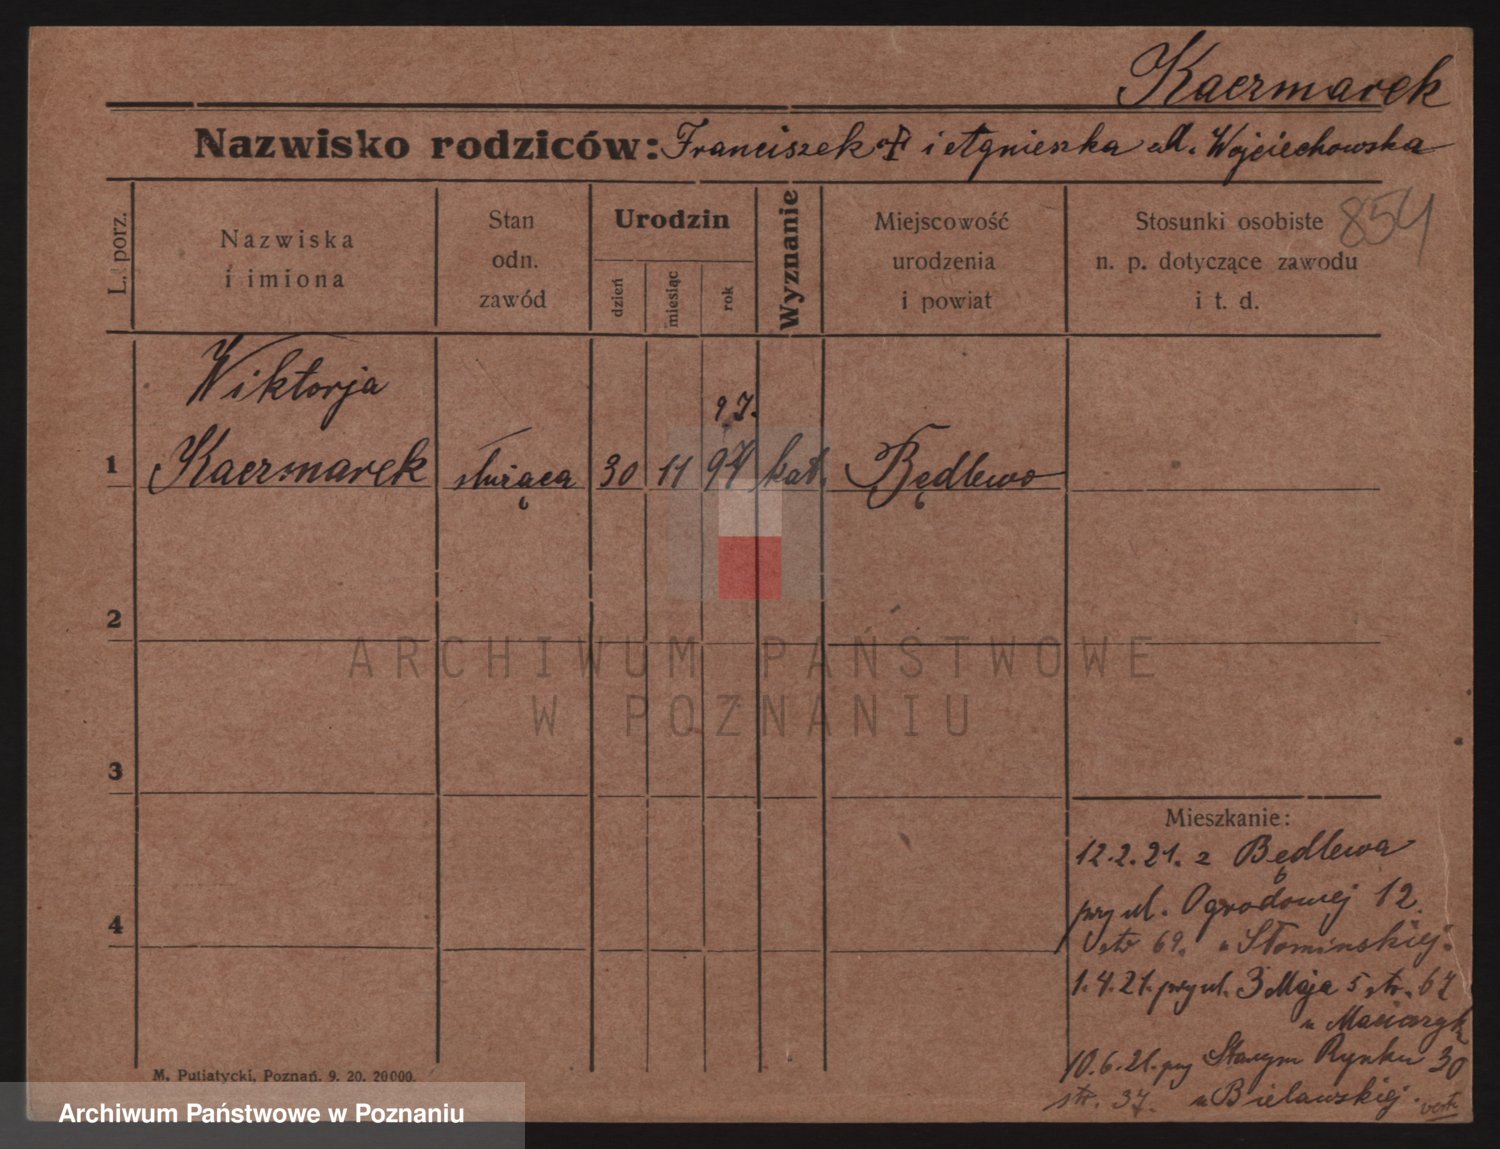 Kaczmarek
Nazwisko rodziców: Franciszek i Agnieszka Wojciechowska
L. porz.
Nazwiska
i imiona
Stan
odn.
zawód
Urodzin
dzień
miesiąc
rok
Wyznanie
Miejscowość
urodzenia
i powiat
Stosunki osobiste
n. p. dotyczące zawodu
i t. d.
854
Wiktorja
97.
1 Kaczmarek służąca 30 11 kat. Będlewo
2
ARCHIWUM PAŃSTWOWE
W POZNANIU
3
Mieszkanie:
12.2.21. z Będlewa
przy ul. Ogrodowej 12.
4
str 69. u Słomińskiej.
1.4.21. przy ul. 3 Maja 5 str. 67
u
10.6.21. przy Starym Rynku 30
str. 37. u Bielawskiej.
M. Putiatycki, Poznań. 9. 20. 20000.
Archiwum Państwowe w Poznaniu